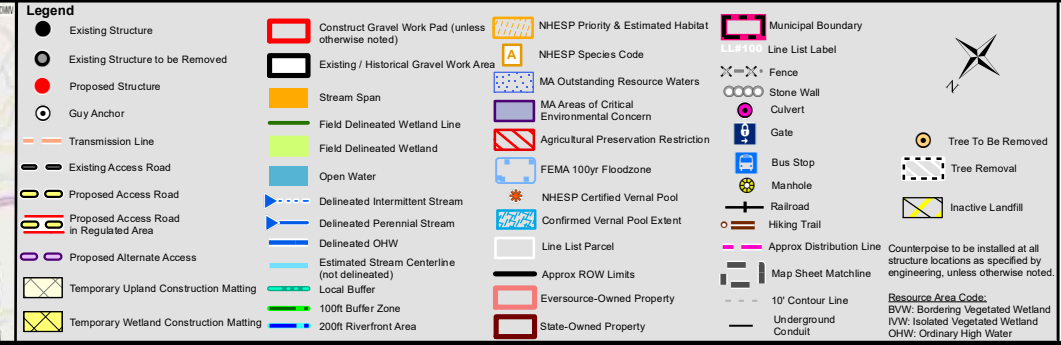 Legend
Existing Structure
Existing Structure to be Removed
Proposed Structure
Guy Anchor
Transmission Line
Existing Access Road
Proposed Access Road
Proposed Access Road
in Regulated Area
Proposed Alternate Access
Temporary Upland Construction Matting
Temporary Wetland Construction Matting
Construct Gravel Work Pad (unless
otherwise noted)
Existing / Historical Gravel Work Area
Stream Span
Field Delineated Wetland Line
Field Delineated Wetland
Open Water
Delineated Intermittent Stream
Delineated Perennial Stream
Delineated OHW
Estimated Stream Centerline
(not delineated)
Local Buffer
100ft Buffer Zone
200ft Riverfront Area
NHESP Priority & Estimated Habitat
A
NHESP Species Code
MA Outstanding Resource Waters
MA Areas of Critical
Environmental Concern
Agricultural Preservation Restriction
FEMA 100yr Floodzone
NHESP Certified Vernal Pool
Confirmed Vernal Pool Extent
Line List Parcel
Approx ROW Limits
Eversource-Owned Property
State-Owned Property
Municipal Boundary
LL#100 Line List Label
Fence
Stone Wall
Culvert
Gate
Bus Stop
Manhole
Railroad
Hiking Trail
Approx Distribution Line
Map Sheet Matchline
10' Contour Line
Underground
Conduit
N
Tree To Be Removed
Tree Removal
Inactive Landfill
Counterpoise to be installed at all
structure locations as specified by
engineering, unless otherwise noted.
Resource Area Code:
BVW: Bordering Vegetated Wetland
IVW: Isolated Vegetated Wetland
OHW: Ordinary High Water